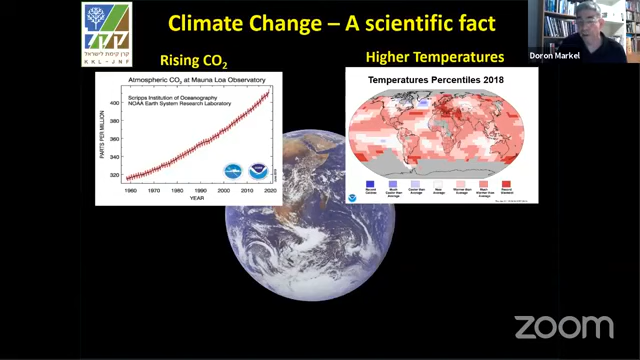 Climate Change – A scientific fact
קרן קימת לישראל
KKL-JNF
Rising CO2
Higher Temperatures
Doron Markel
Atmospheric CO2 at Mauna Loa Observatory
Scripps Institution of Oceanography
NOAA Earth System Research Laboratory
PARTS PER MILLION
400
380
360
340
320
1960
1970
1980
1990
2000
2010
2020
YEAR
Temperatures Percentiles 2018
Record Coldest
Much Cooler than Average
Cooler than Average
Near Average
Warmer than Average
Much Warmer than Average
Record Warmest
zoom